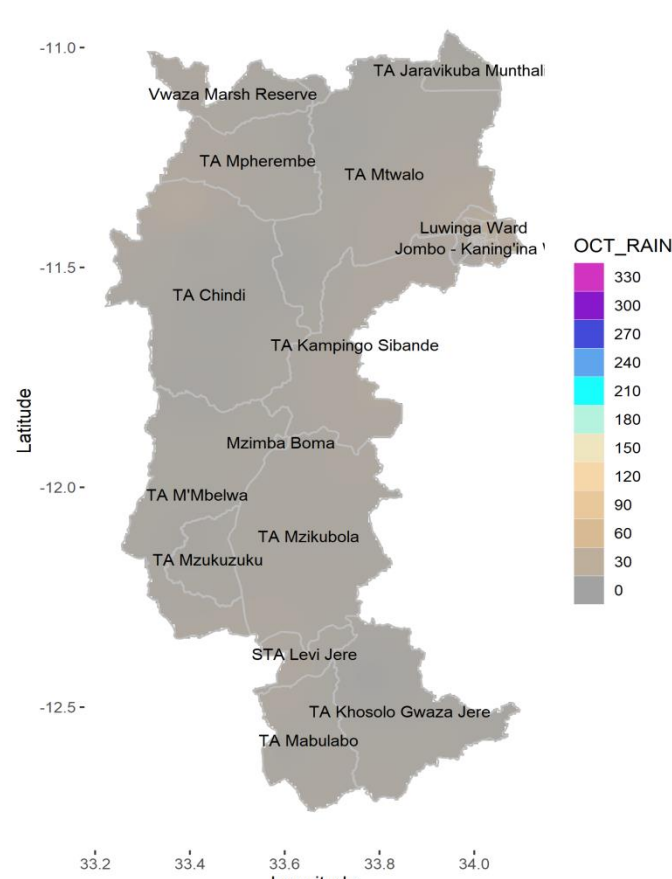 -11.0
TA Jaravikuba Munthali
Vwaza Marsh Reserve
TA Mpherembe
TA Mtwalo
Luwinga Ward
Jombo - Kaning'ina
-11.5
OCT_RAIN
330
300
270
240
210
180
150
120
90
60
30
0
TA Chindi
TA Kampingo Sibande
Latitude
Mzimba Boma
-12.0
TA M'Mbelwa
TA Mzikubola
TA Mzukuzuku
STA Levi Jere
-12.5
TA Khosolo Gwaza Jere
TA Mabulabo
33.2 33.4 33.6 33.8 34.0